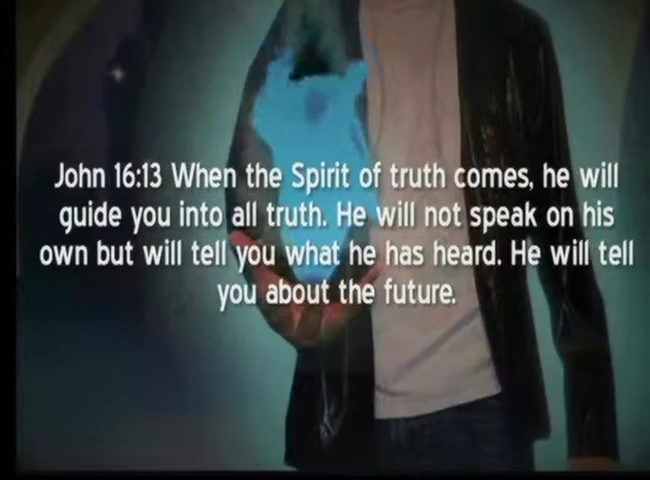 John 16:13 When the Spirit of truth comes, he will
guide you into all truth. He will not speak on his
own but will tell you what he has heard. He will tell
you about the future.